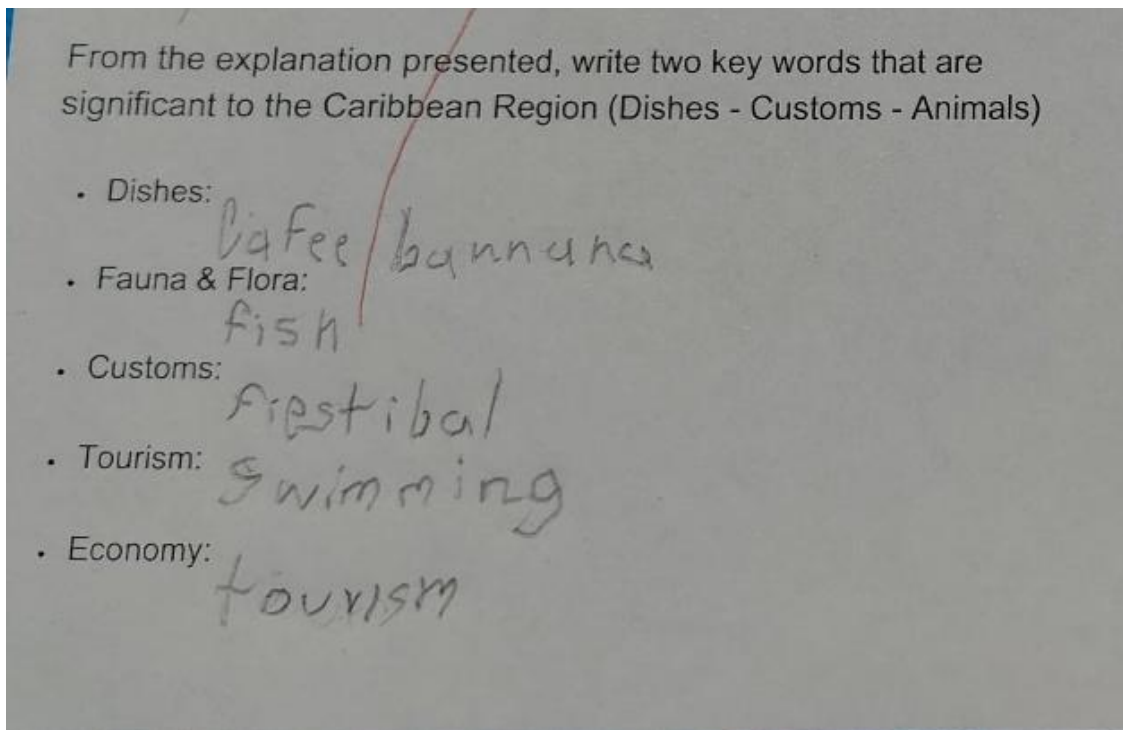 From the explanation presented, write two key words that are
significant to the Caribbean Region (Dishes - Customs - Animals)
• Dishes:
Cafee / bannana
• Fauna & Flora:
fish
• Customs:
fiestibal
• Tourism:
swimming
• Economy:
tourism